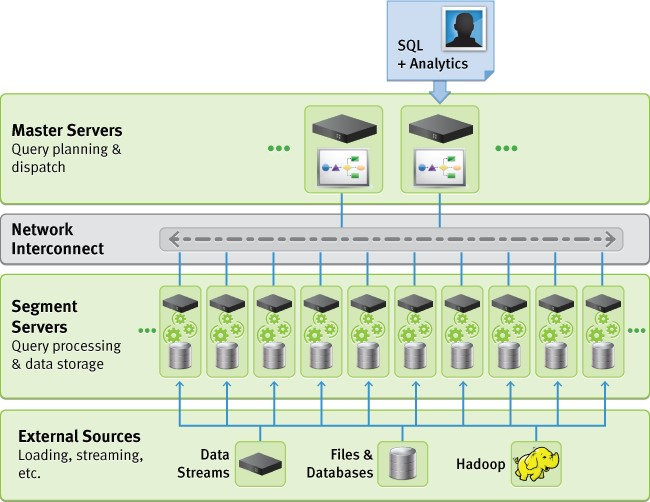 SQL
+ Analytics
Master Servers
Query planning &
dispatch
Network
Interconnect
Segment
Servers
Query processing
& data storage
External Sources
Loading, streaming,
etc.
Data
Streams
Files &
Databases
Hadoop